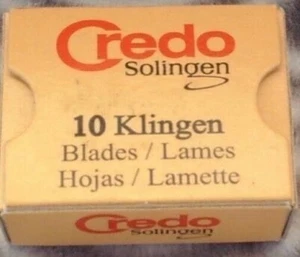 Credo
Solingen
10 Klingen
Blades / Lames
Hojas / Lamette
Credo
Solingen